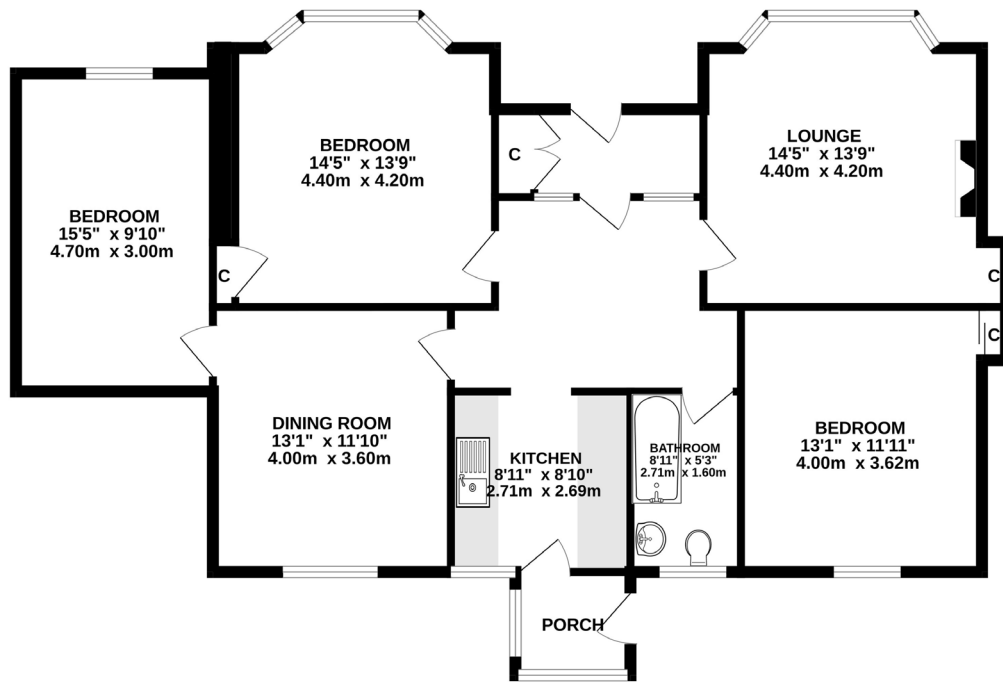 BEDROOM
14'5" x 13'9"
4.40m x 4.20m
LOUNGE
14'5" x 13'9"
4.40m x 4.20m
C
BEDROOM
15'5" x 9'10"
4.70m x 3.00m
C
C
C
DINING ROOM
13'1" x 11'10"
4.00m x 3.60m
KITCHEN
8'11" x 8'10"
2.71m x 2.69m
BATHROOM
8'11" x 5'3"
2.71m x 1.60m
BEDROOM
13'1" x 11'11"
4.00m x 3.62m
PORCH